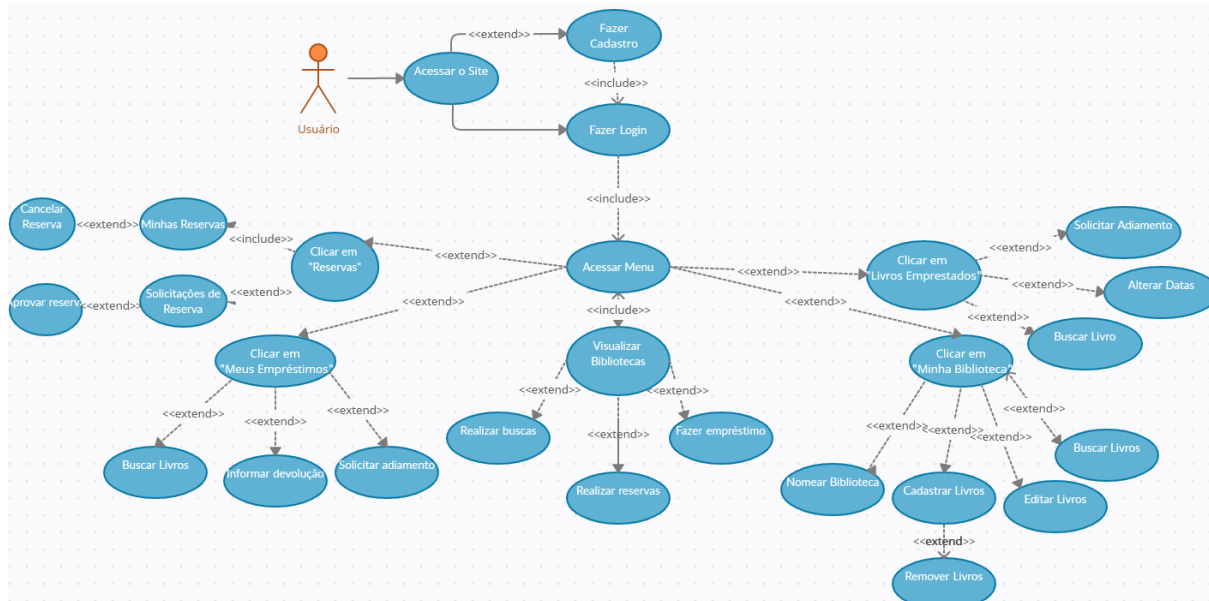 Fazer
Cadastro
<<extend>>
Acessar o Site
<<include>>
Usuário
Fazer Login
<<include>>
Cancelar
Reserva
<<extend>>
Minhas Reservas
<<include>>
Clicar em
"Reservas"
<<extend>>
Acessar Menu
<<extend>>
Clicar em
"Livros Emprestados"
<<extend>>
Solicitar Adiamento
<<extend>>
Alterar Datas
<<extend>>
Buscar Livro
Aprovar reserva
<<extend>>
Solicitações de
Reserva
<<extend>>
<<extend>>
<<include>>
<<extend>>
Clicar em
"Meus Empréstimos"
Visualizar
Bibliotecas
Clicar em
"Minha Biblioteca"
<<extend>>
<<extend>>
<<extend>>
Buscar Livros
Informar devolução
Solicitar adiamento
<<extend>>
<<extend>>
<<extend>>
Realizar buscas
Realizar reservas
Fazer empréstimo
<<extend>>
<<extend>>
<<extend>>
<<extend>>
Nomear Biblioteca
Cadastrar Livros
Editar Livros
Buscar Livros
<<extend>>
Remover Livros